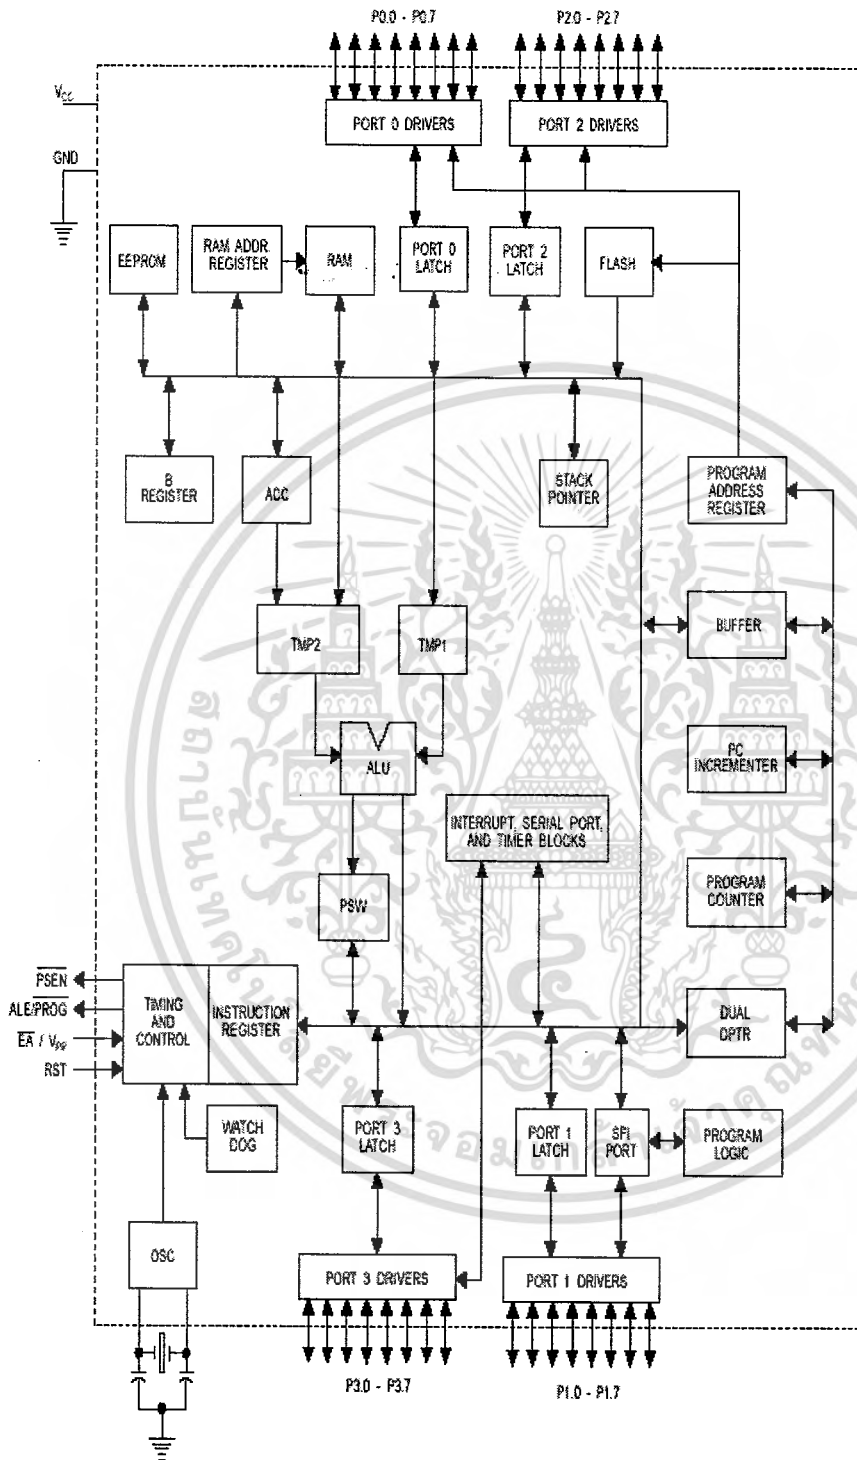 P0.0 - P0.7
P2.0 - P2.7
V_CC
GND
PORT 0 DRIVERS
PORT 2 DRIVERS
EEPROM
RAM ADDR.
REGISTER
RAM
PORT 0
LATCH
PORT 2
LATCH
FLASH
B
REGISTER
ACC
STACK
POINTER
PROGRAM
ADDRESS
REGISTER
TMP2
TMP1
BUFFER
ALU
PC
INCREMENTER
INTERRUPT, SERIAL PORT,
AND TIMER BLOCKS
PSW
PROGRAM
COUNTER
PSEN
ALE/PROG
EA / V_PP
RST
TIMING
AND
CONTROL
INSTRUCTION
REGISTER
DUAL
DPTR
WATCH
DOG
PORT 3
LATCH
PORT 1
LATCH
SPI
PORT
PROGRAM
LOGIC
OSC
PORT 3 DRIVERS
PORT 1 DRIVERS
P3.0 - P3.7
P1.0 - P1.7